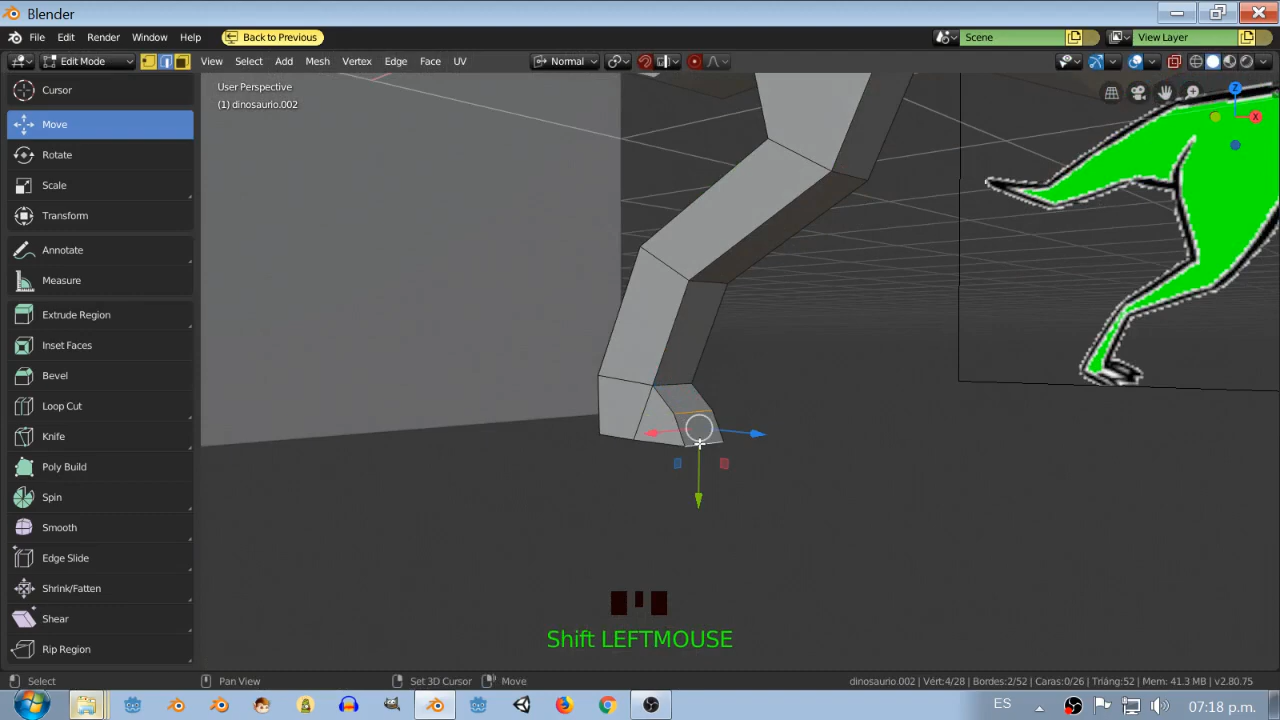 Blender
File Edit Render Window Help Back to Previous Scene View Layer
Edit Mode View Select Add Mesh Vertex Edge Face UV Normal
Cursor
Move
Rotate
Scale
Transform
Annotate
Measure
Extrude Region
Inset Faces
Bevel
Loop Cut
Knife
Poly Build
Spin
Smooth
Edge Slide
Shrink/Fatten
Shear
Rip Region
User Perspective
(1) dinosaurio.002
Z
X
Shift LEFTMOUSE
Select Pan View Set 3D Cursor Move dinosaurio.002 | Vért:4/28 | Bordes:2/52 | Caras:0/26 | Triáng:52 | Mem: 41.3 MB | v2.80.75
ES 07:18 p.m.